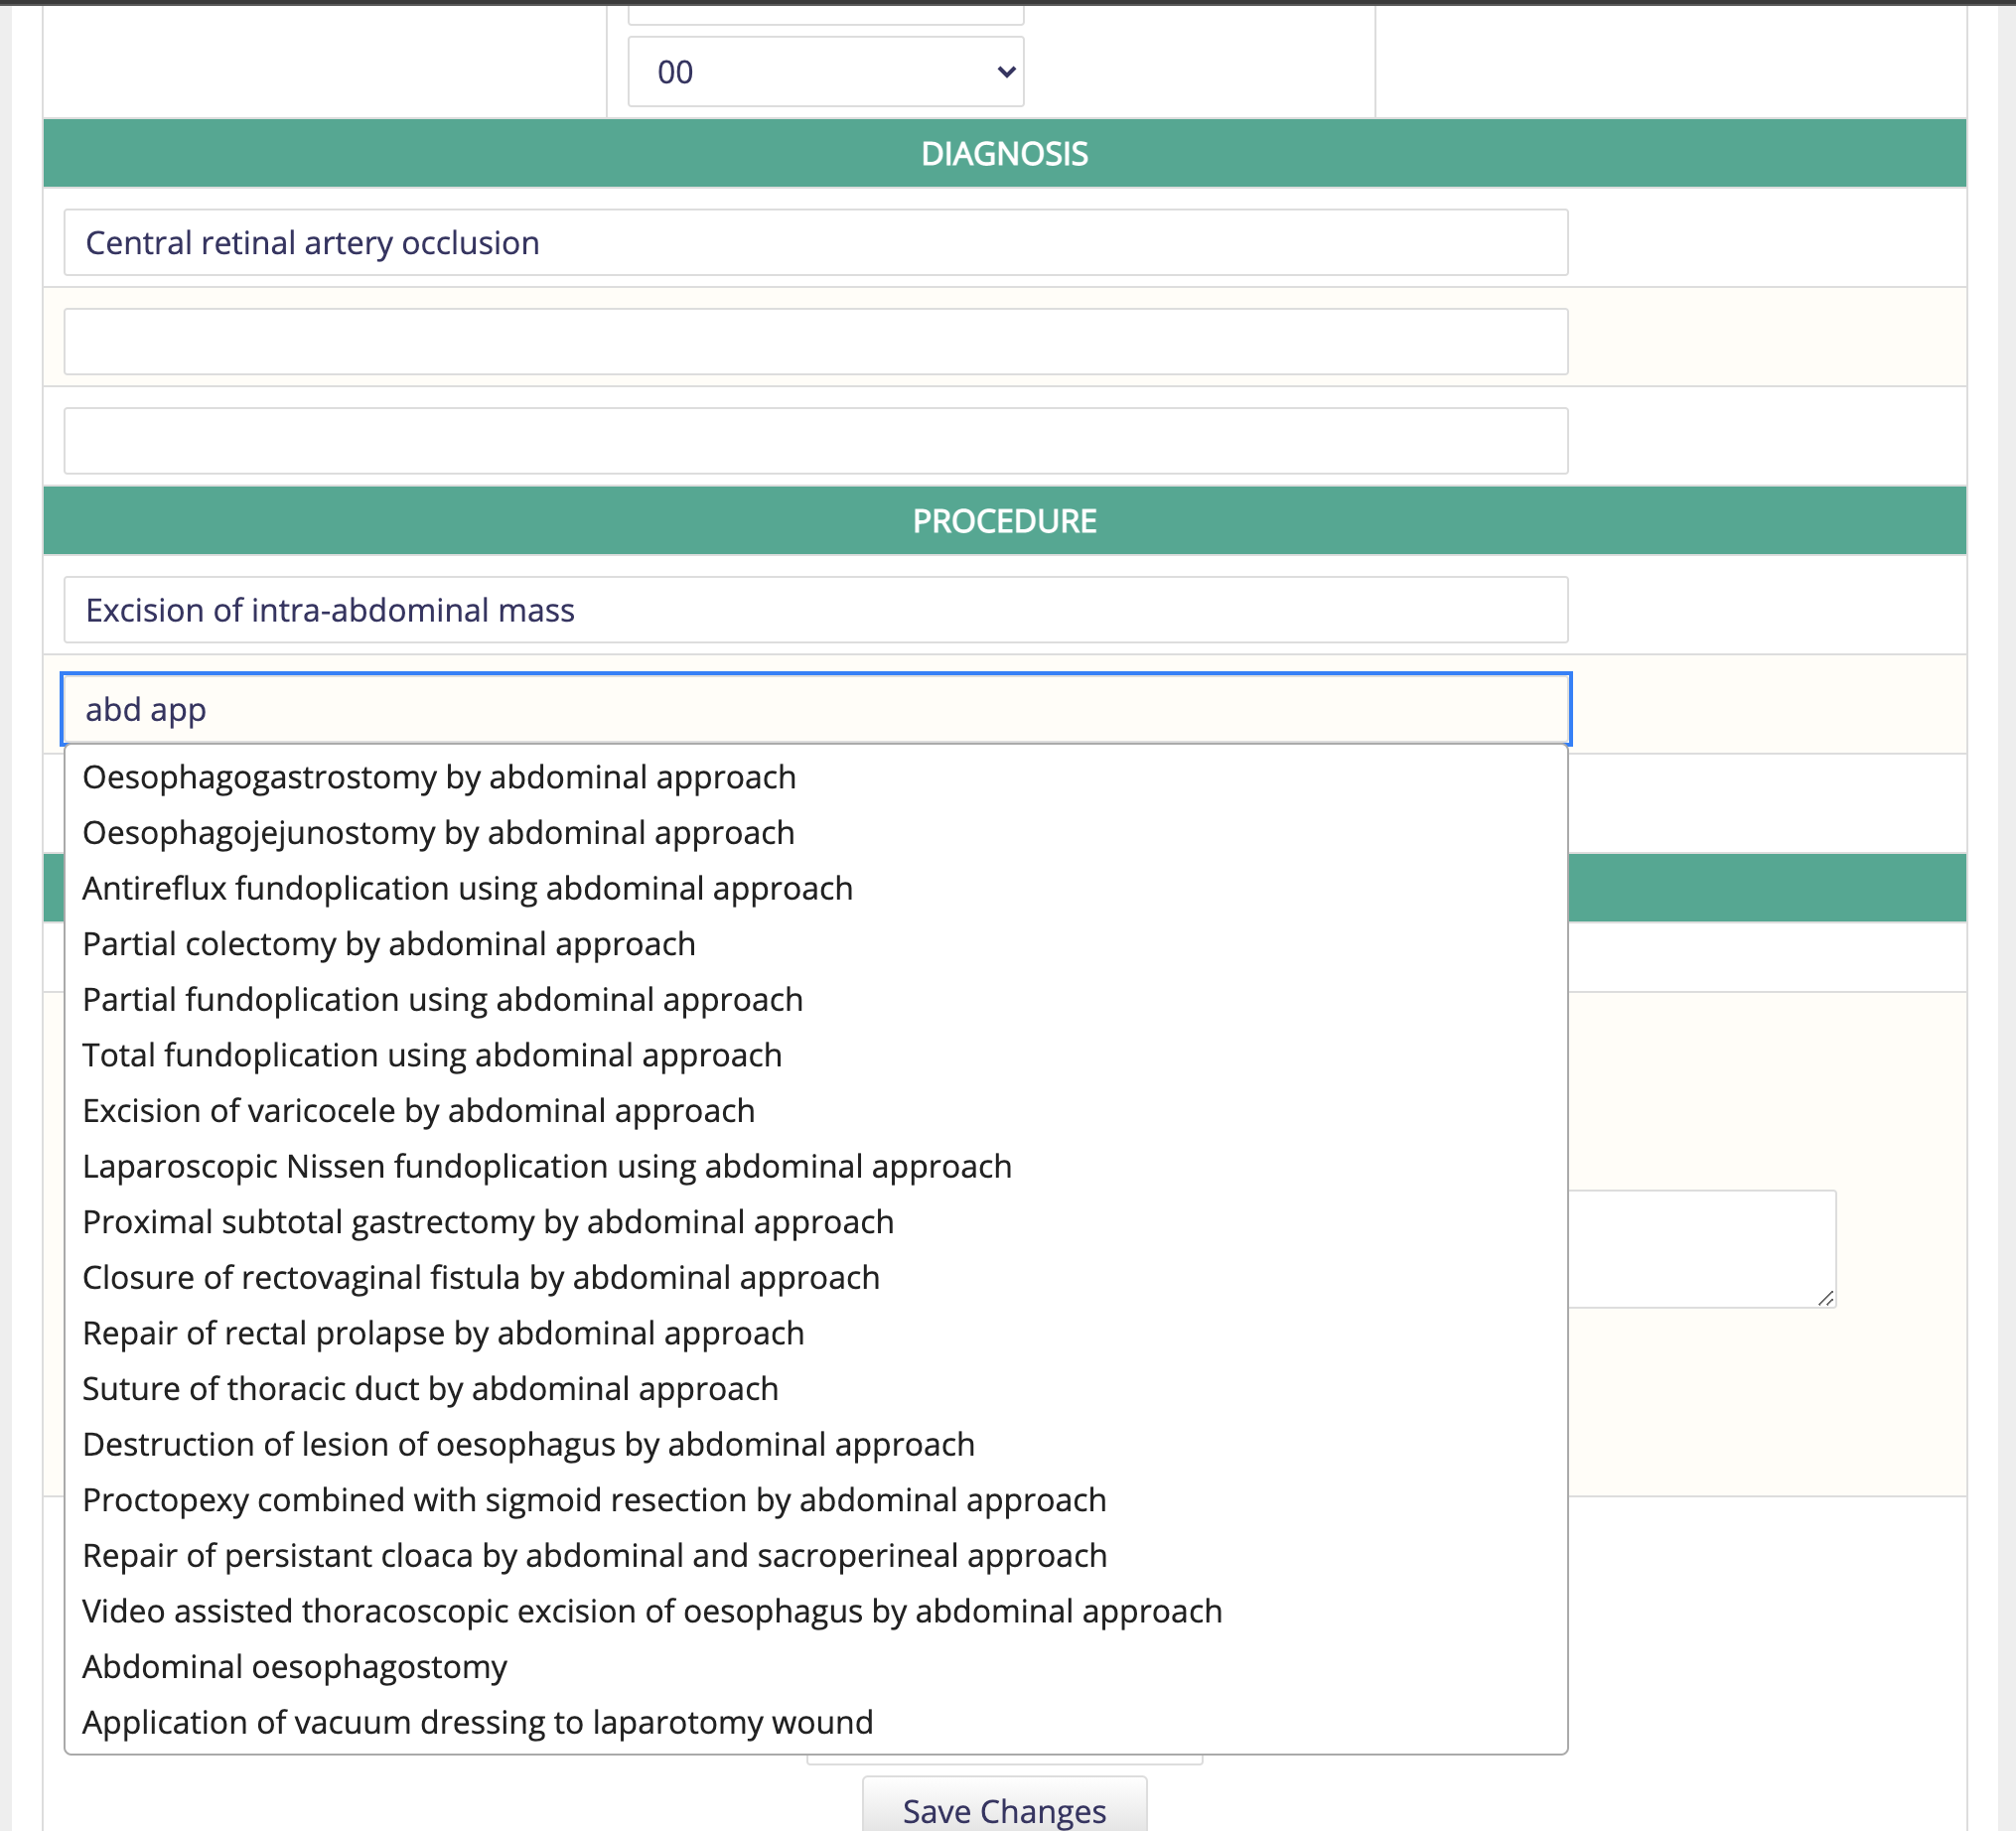 00
DIAGNOSIS
Central retinal artery occlusion
PROCEDURE
Excision of intra-abdominal mass
abd app
Oesophagogastrostomy by abdominal approach
Oesophagojejunostomy by abdominal approach
Antireflux fundoplication using abdominal approach
Partial colectomy by abdominal approach
Partial fundoplication using abdominal approach
Total fundoplication using abdominal approach
Excision of varicocele by abdominal approach
Laparoscopic Nissen fundoplication using abdominal approach
Proximal subtotal gastrectomy by abdominal approach
Closure of rectovaginal fistula by abdominal approach
Repair of rectal prolapse by abdominal approach
Suture of thoracic duct by abdominal approach
Destruction of lesion of oesophagus by abdominal approach
Proctopexy combined with sigmoid resection by abdominal approach
Repair of persistant cloaca by abdominal and sacroperineal approach
Video assisted thoracoscopic excision of oesophagus by abdominal approach
Abdominal oesophagostomy
Application of vacuum dressing to laparotomy wound
Save Changes